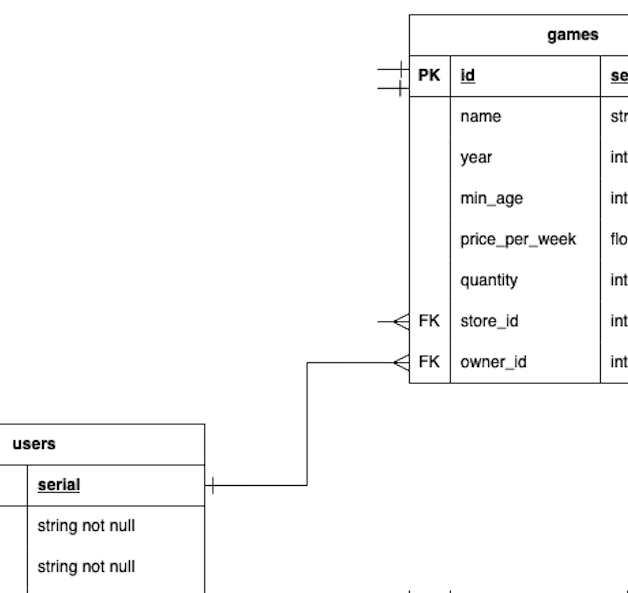 games
PK id se
name str
year int
min_age int
price_per_week flo
quantity int
FK store_id int
FK owner_id int
users
serial
string not null
string not null